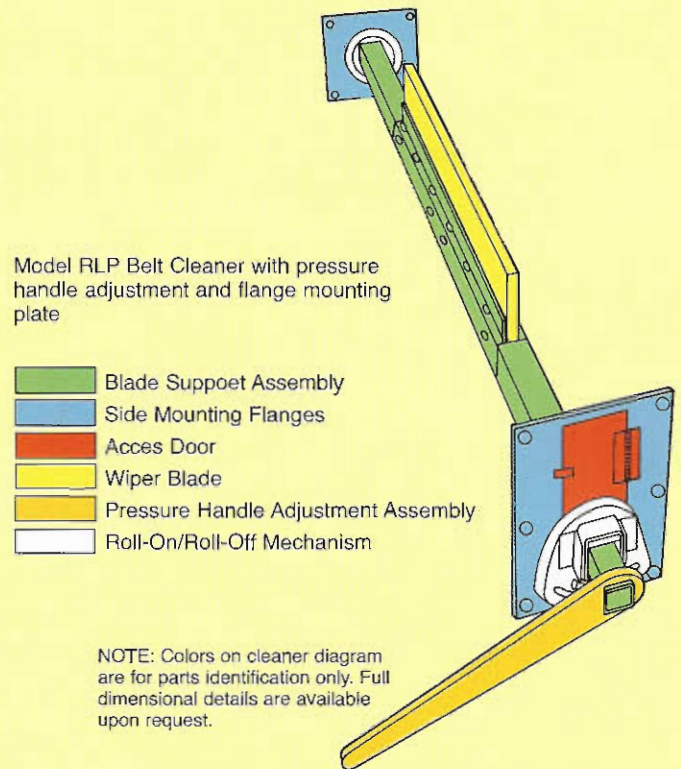 Model RLP Belt Cleaner with pressure
handle adjustment and flange mounting
plate
Blade Suppoet Assembly
Side Mounting Flanges
Acces Door
Wiper Blade
Pressure Handle Adjustment Assembly
Roll-On/Roll-Off Mechanism
NOTE: Colors on cleaner diagram
are for parts identification only. Full
dimensional details are available
upon request.